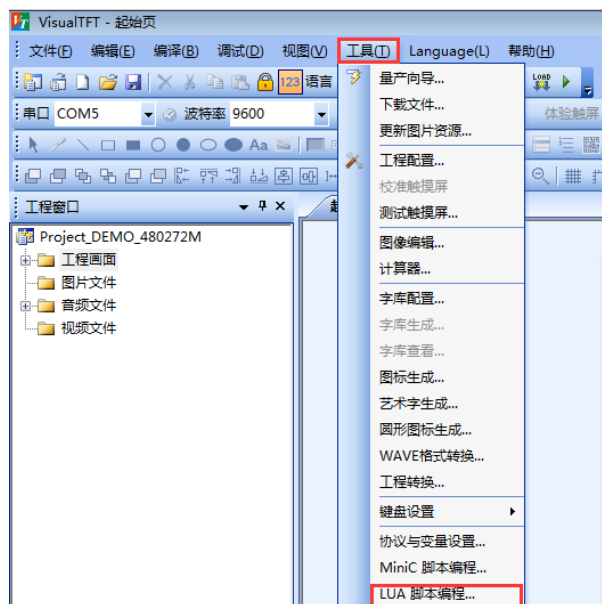 VisualTFT - 起始页
文件(F) 编辑(E) 编译(B) 调试(D) 视图(V) 工具(T) Language(L) 帮助(H)
123 语言
LOAD
串口 COM5 波特率 9600 体验触屏
Aa
工程窗口
Project_DEMO_480272M
工程画面
图片文件
音频文件
视频文件
量产向导...
下载文件...
更新图片资源...
工程配置...
校准触摸屏
测试触摸屏...
图像编辑...
计算器...
字库配置...
字库生成...
字库查看...
图标生成...
艺术字生成...
圆形图标生成...
WAVE格式转换...
工程转换...
键盘设置
协议与变量设置...
MiniC 脚本编程...
LUA 脚本编程...